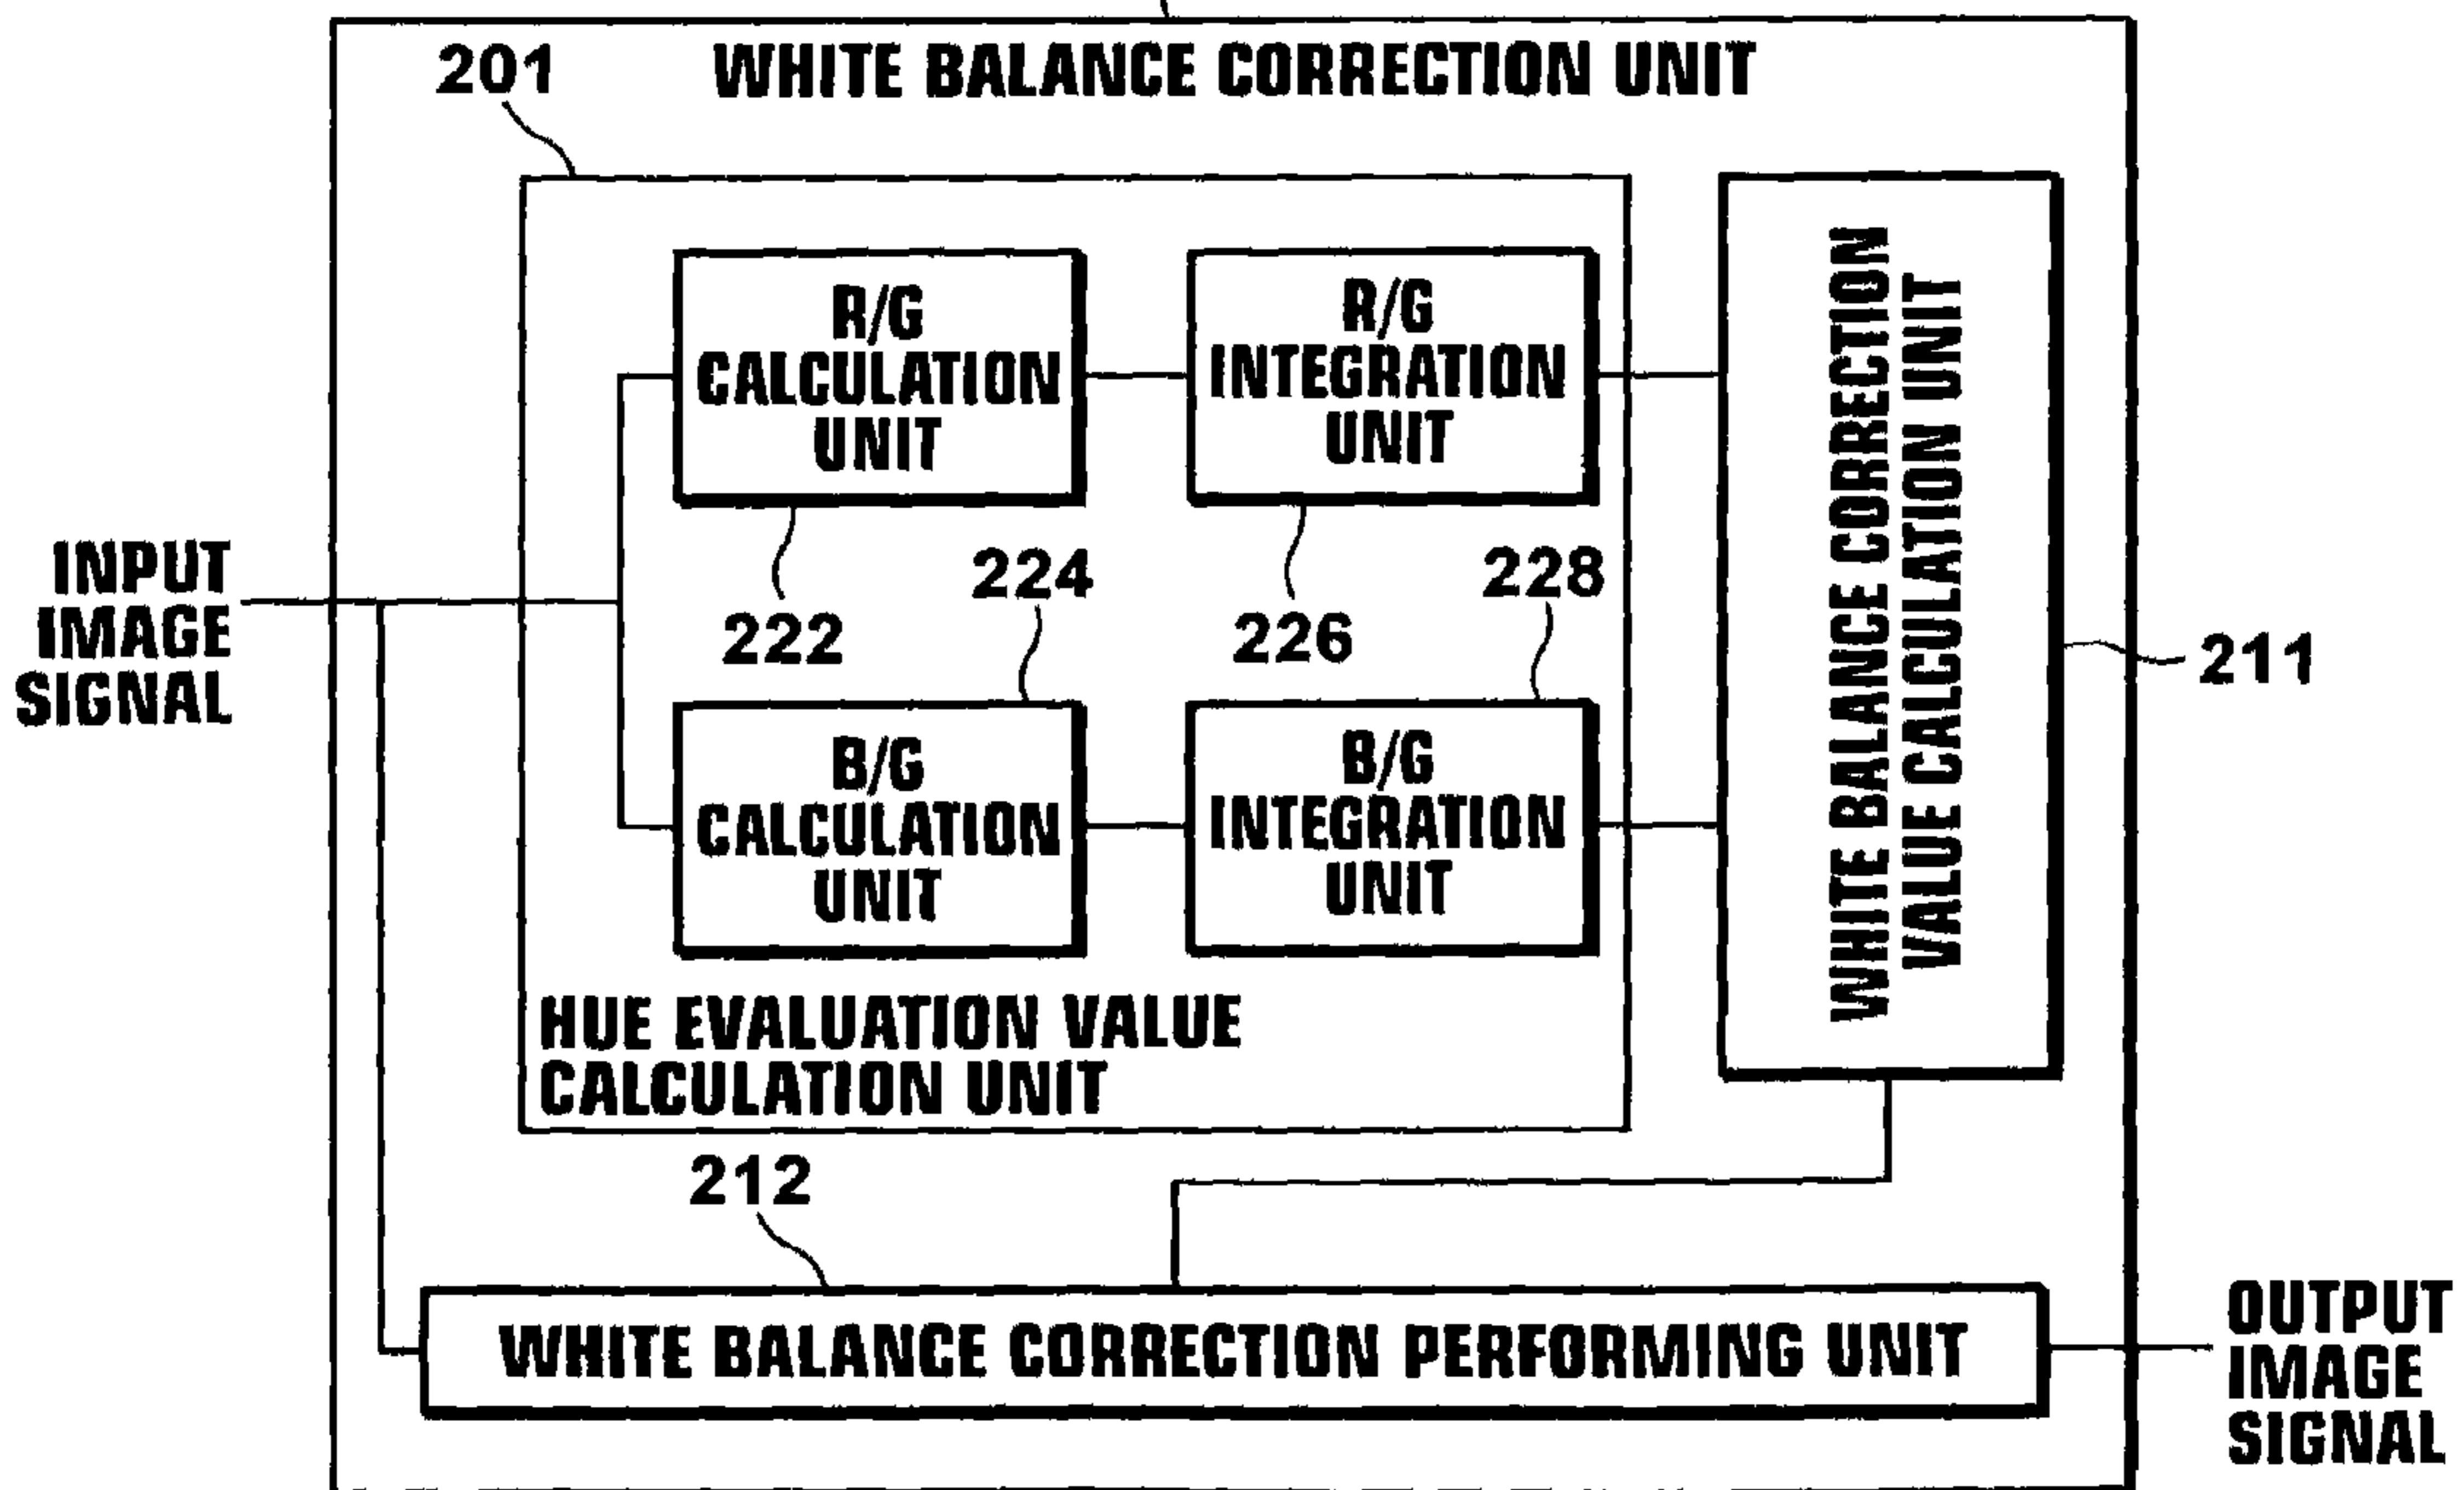 201
WHITE BALANCE CORRECTION UNIT
R/G
CALCULATION
UNIT
R/G
INTEGRATION
UNIT
WHITE BALANCE CORRECTION
VALUE CALCULATION UNIT
INPUT
IMAGE
SIGNAL
222
224
226
228
211
B/G
CALCULATION
UNIT
B/G
INTEGRATION
UNIT
HUE EVALUATION VALUE
CALCULATION UNIT
212
WHITE BALANCE CORRECTION PERFORMING UNIT
OUTPUT
IMAGE
SIGNAL